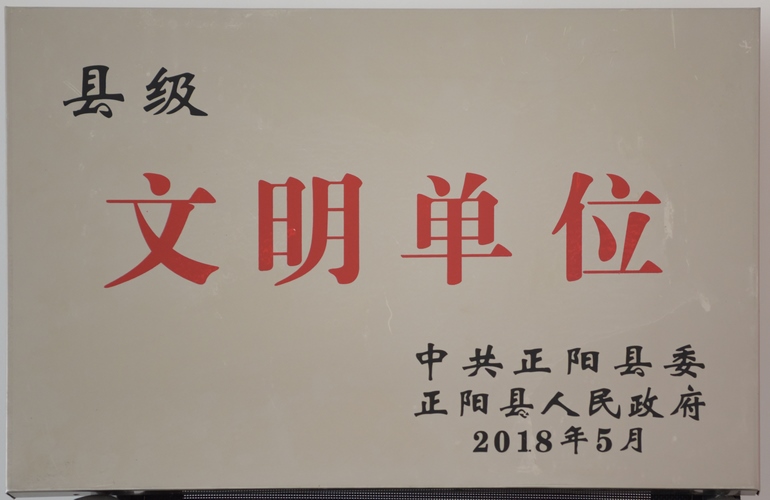 县级
文明单位
中共正阳县委
正阳县人民政府
2018年5月